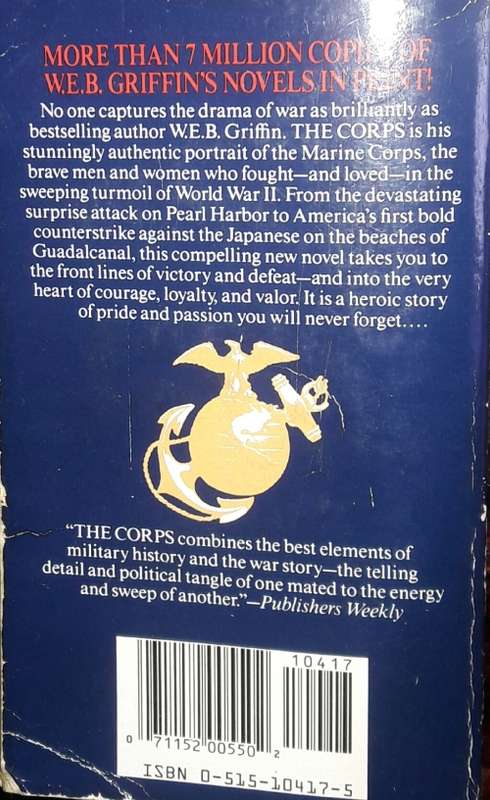 MORE THAN 7 MILLION COPIES OF
W.E.B. GRIFFIN'S NOVELS IN PRINT!
No one captures the drama of war as brilliantly as
bestselling author W.E.B. Griffin. THE CORPS is his
stunningly authentic portrait of the Marine Corps, the
brave men and women who fought—and loved—in the
sweeping turmoil of World War II. From the devastating
surprise attack on Pearl Harbor to America's first bold
counterstrike against the Japanese on the beaches of
Guadalcanal, this compelling new novel takes you to
the front lines of victory and defeat—and into the very
heart of courage, loyalty, and valor. It is a heroic story
of pride and passion you will never forget....
"THE CORPS combines the best elements of
military history and the war story—the telling
detail and political tangle of one mated to the energy
and sweep of another."—Publishers Weekly
10417
0 71152 00550 2
ISBN 0-515-10417-5